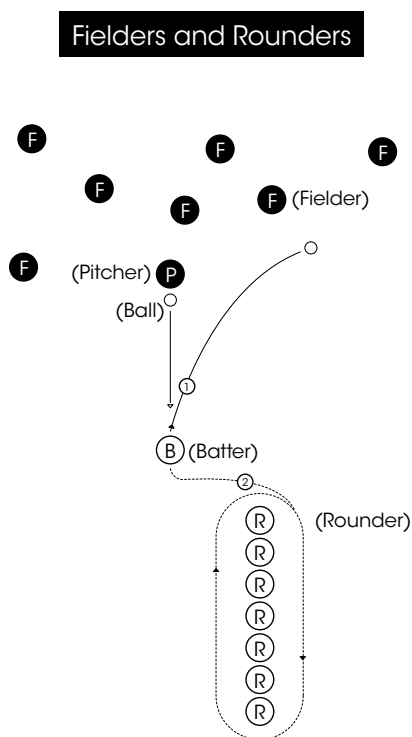 Fielders and Rounders
F
F
F
F
F
F (Fielder)
F
(Pitcher) P
(Ball)
1
B (Batter)
2
R (Rounder)
R
R
R
R
R
R